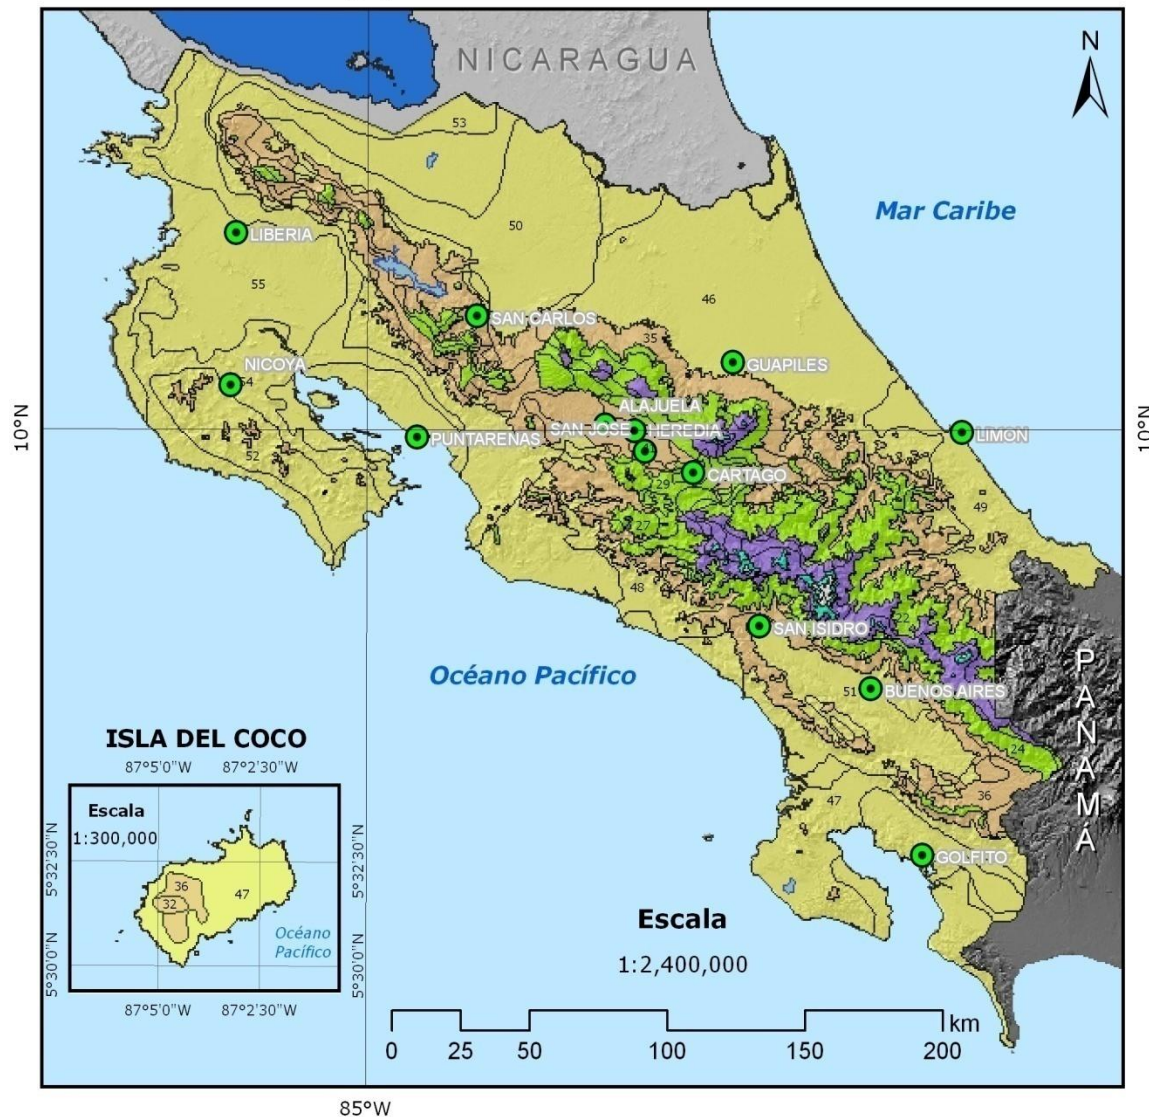 NICARAGUA
N
53
Mar Caribe
50
LIBERIA
55
46
SAN CARLOS
35
NICOYA
54
GUAPILES
ALAJUELA
10°N
SAN JOSE
HEREDIA
10°N
PUNTARENAS
LIMON
52
CARTAGO
29
49
27
48
22
SAN ISIDRO
PANAMÁ
Océano Pacífico
51
BUENOS AIRES
24
ISLA DEL COCO
87°5'0"W
87°2'30"W
36
47
Escala
1:300,000
5°32'30"N
5°32'30"N
36
32
47
GOLFITO
Océano
Pacífico
5°30'0"N
5°30'0"N
87°5'0"W
87°2'30"W
Escala
1:2,400,000
km
0
25
50
100
150
200
85°W